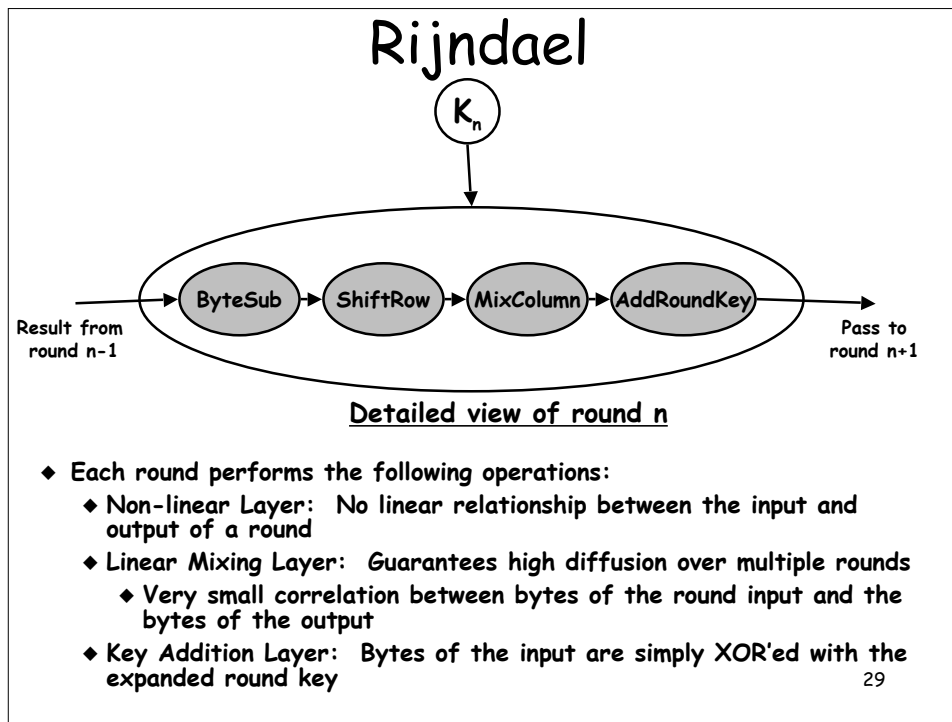 Rijndael
Kn
ByteSub ShiftRow MixColumn AddRoundKey
Result from
round n-1
Pass to
round n+1
Detailed view of round n
◆ Each round performs the following operations:
◆ Non-linear Layer: No linear relationship between the input and
output of a round
◆ Linear Mixing Layer: Guarantees high diffusion over multiple rounds
◆ Very small correlation between bytes of the round input and the
bytes of the output
◆ Key Addition Layer: Bytes of the input are simply XOR'ed with the
expanded round key
29